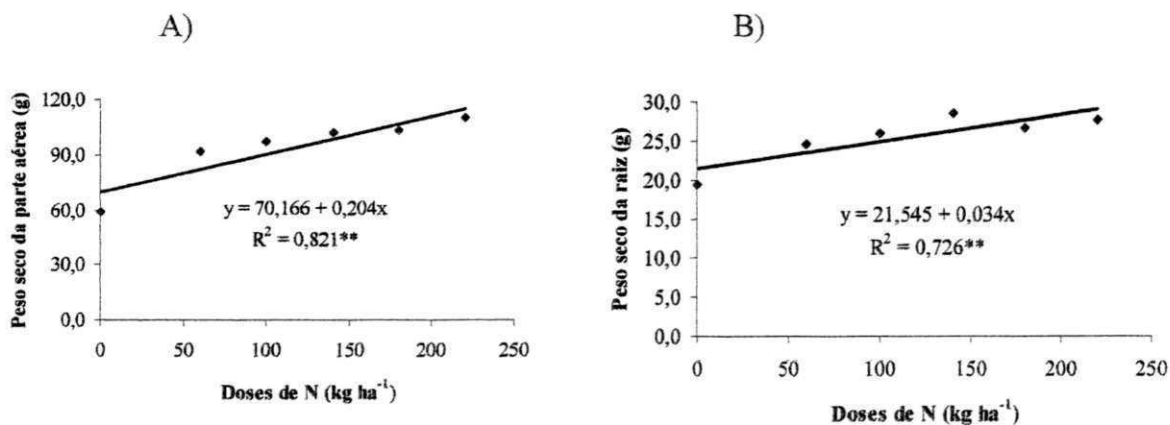 A)
Peso seco da parte aérea (g)
120,0
90,0
60,0
30,0
0,0
y = 70,166 + 0,204x
R² = 0,821**
0 50 100 150 200 250
Doses de N (kg ha⁻¹)
B)
Peso seco da raiz (g)
30,0
25,0
20,0
15,0
10,0
5,0
0,0
y = 21,545 + 0,034x
R² = 0,726**
0 50 100 150 200 250
Doses de N (kg ha⁻¹)